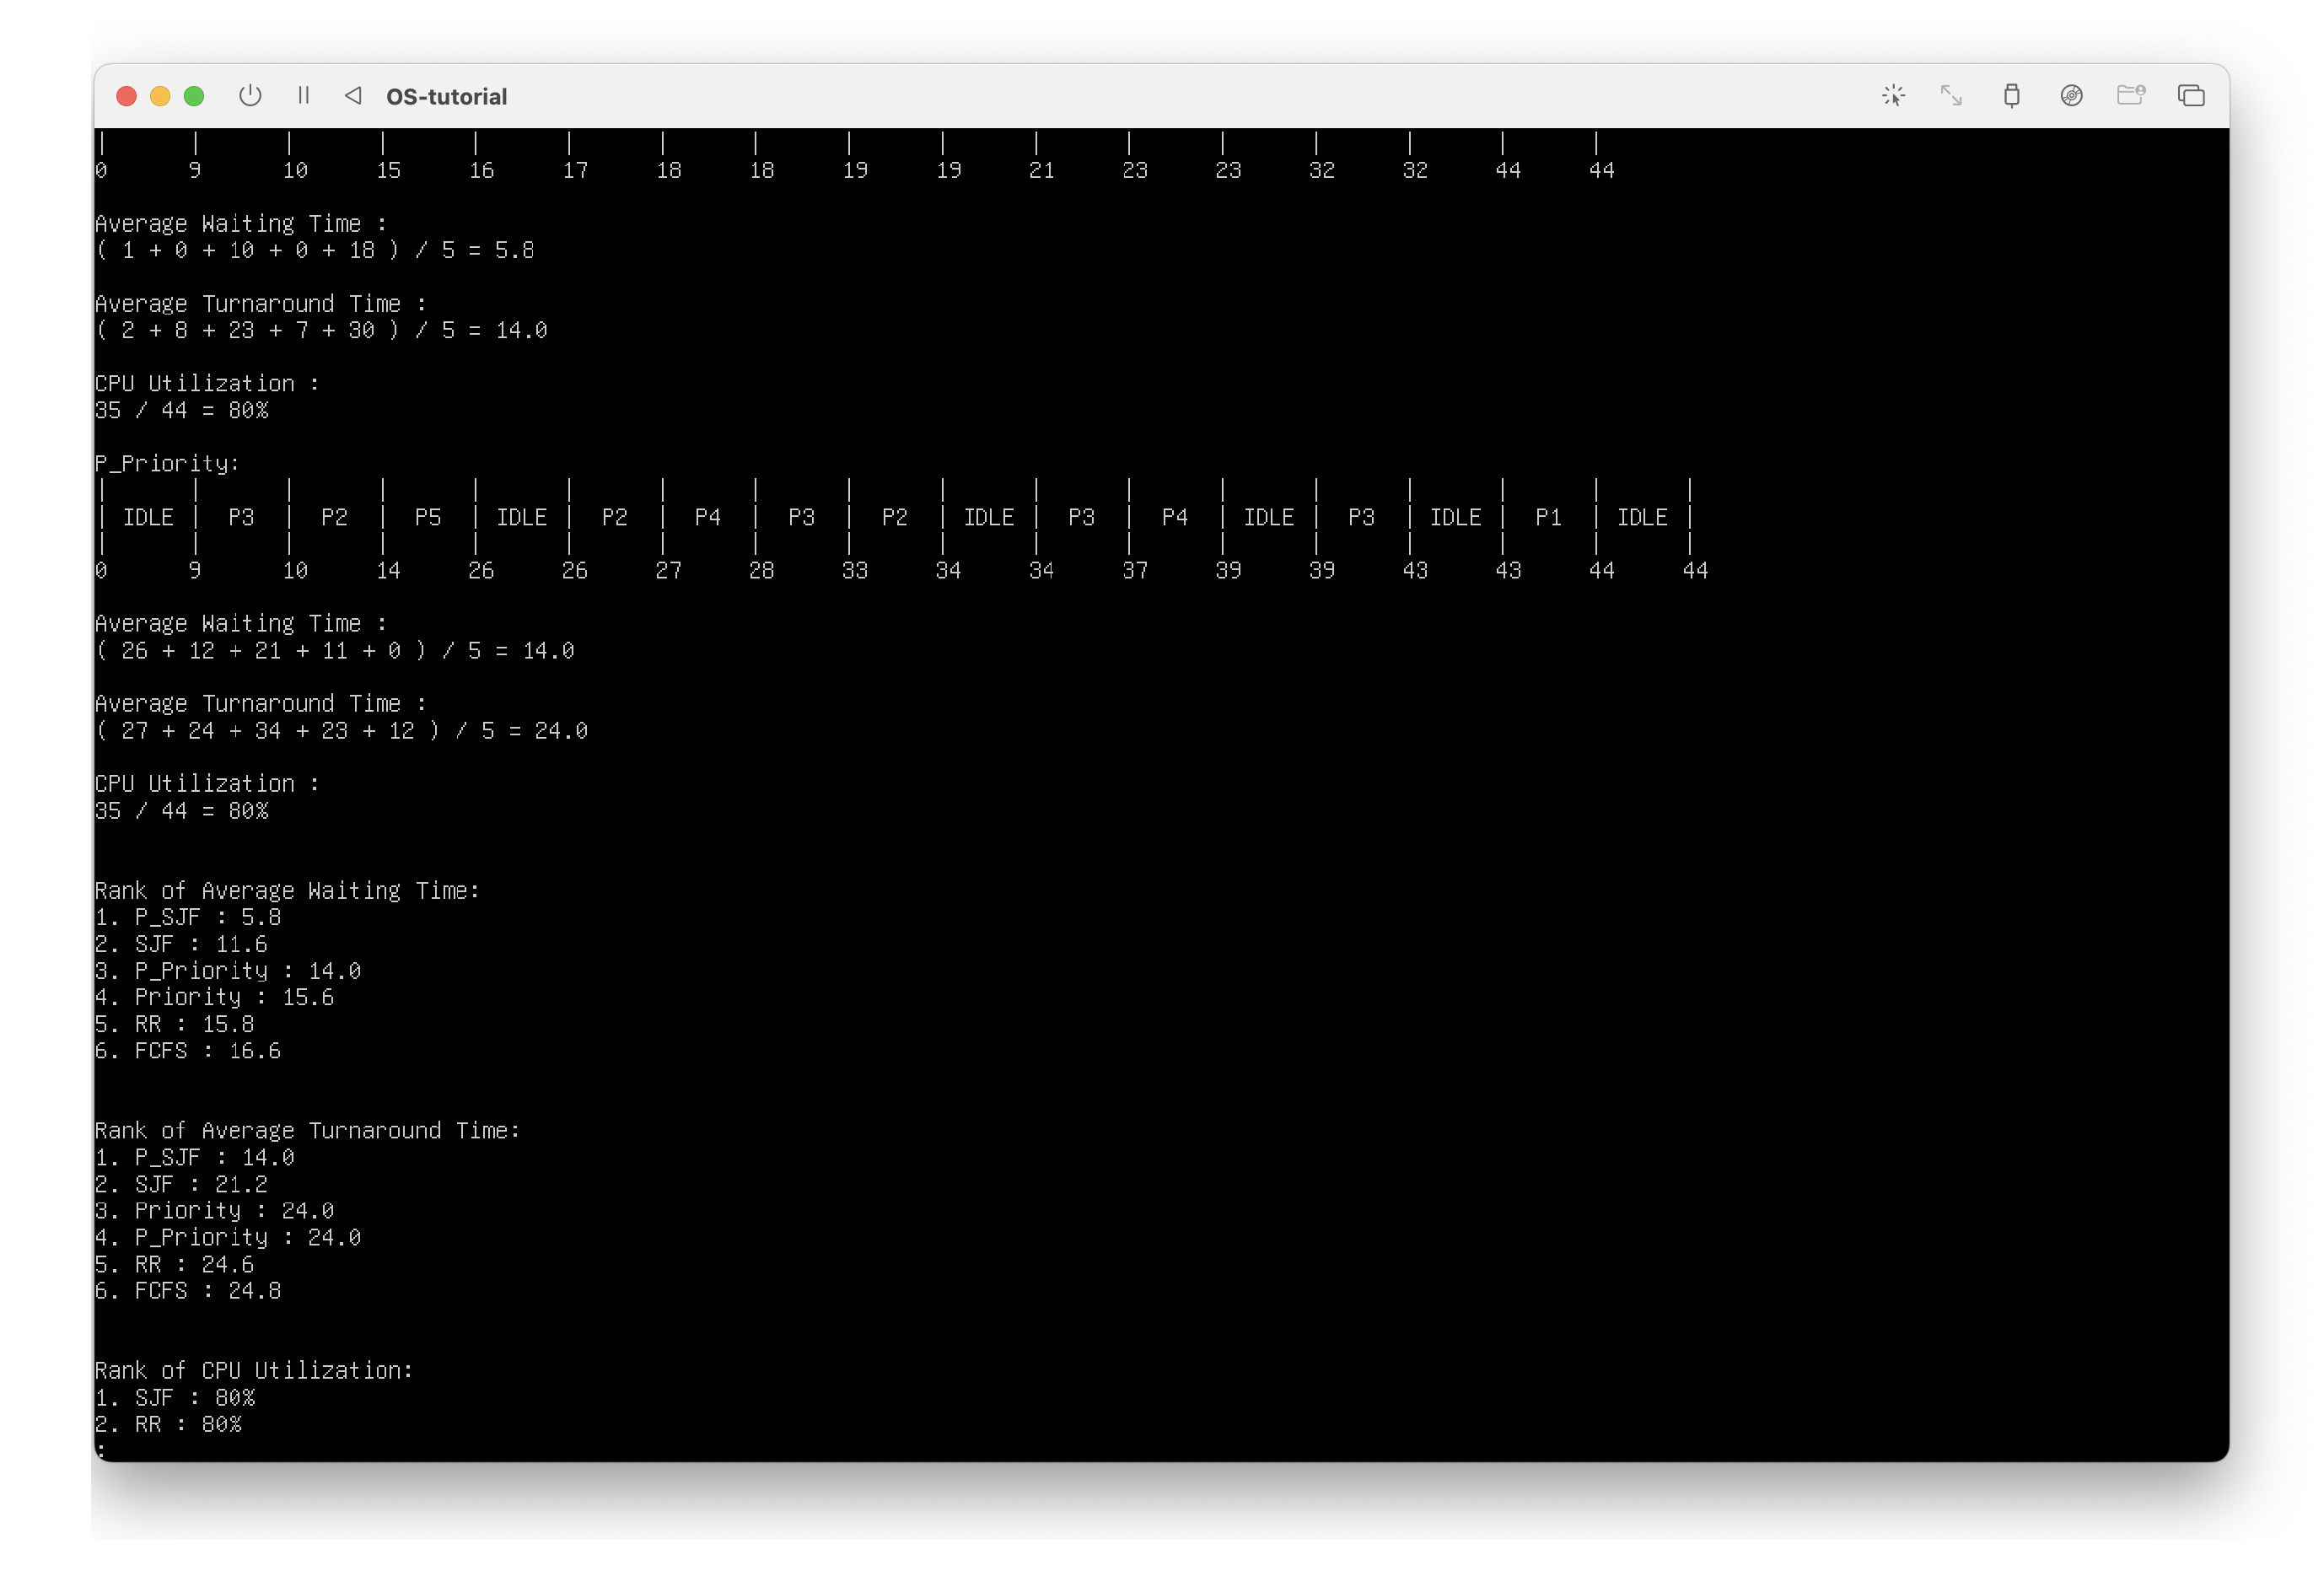 OS-tutorial
|      |      |      |      |      |      |      |      |      |      |      |      |      |      |      |      |
0      9      10     15     16     17     18     18     19     19     21     23     23     32     32     44     44
Average Waiting Time :
( 1 + 0 + 10 + 0 + 18 ) / 5 = 5.8
Average Turnaround Time :
( 2 + 8 + 23 + 7 + 30 ) / 5 = 14.0
CPU Utilization :
35 / 44 = 80%
P_Priority:
|      |      |      |      |      |      |      |      |      |      |      |      |      |      |      |      |      |
| IDLE |  P3  |  P2  |  P5  | IDLE |  P2  |  P4  |  P3  |  P2  | IDLE |  P3  |  P4  | IDLE |  P3  | IDLE |  P1  | IDLE |
|      |      |      |      |      |      |      |      |      |      |      |      |      |      |      |      |      |
0      9      10     14     26     26     27     28     33     34     34     37     39     39     43     43     44     44
Average Waiting Time :
( 26 + 12 + 21 + 11 + 0 ) / 5 = 14.0
Average Turnaround Time :
( 27 + 24 + 34 + 23 + 12 ) / 5 = 24.0
CPU Utilization :
35 / 44 = 80%
Rank of Average Waiting Time:
1. P_SJF : 5.8
2. SJF : 11.6
3. P_Priority : 14.0
4. Priority : 15.6
5. RR : 15.8
6. FCFS : 16.6
Rank of Average Turnaround Time:
1. P_SJF : 14.0
2. SJF : 21.2
3. Priority : 24.0
4. P_Priority : 24.0
5. RR : 24.6
6. FCFS : 24.8
Rank of CPU Utilization:
1. SJF : 80%
2. RR : 80%
: